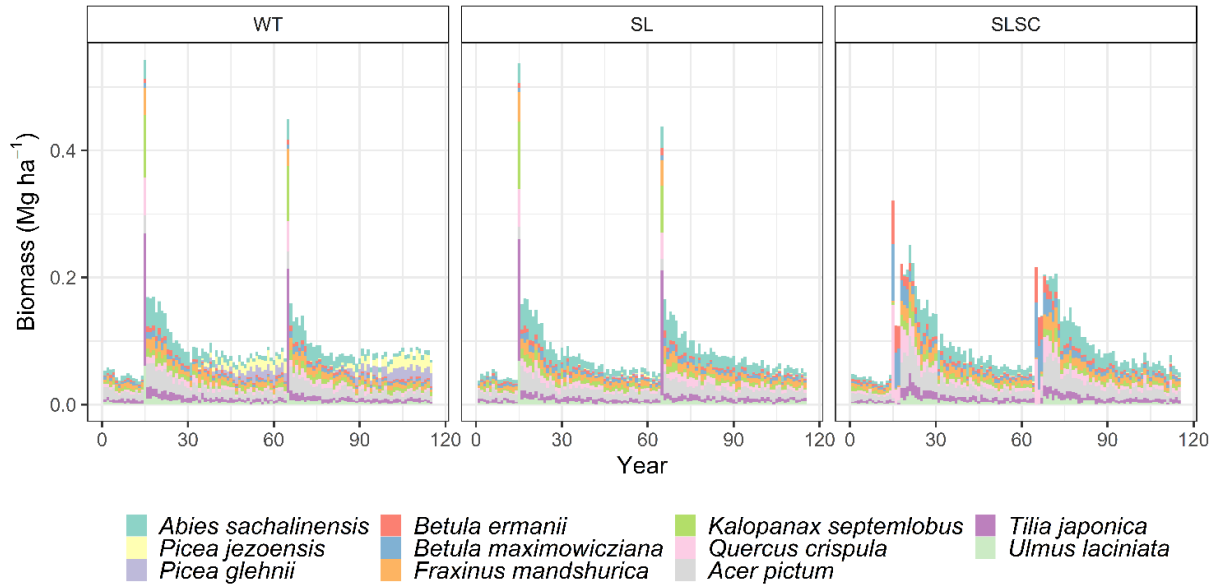 WT SL SLSC
Biomass (Mg ha⁻¹)
0.4
0.2
0.0
0 30 60 90 120 0 30 60 90 120 0 30 60 90 120
Year
Abies sachalinensis Betula ermanii Kalopanax septemlobus Tilia japonica
Picea jezoensis Betula maximowicziana Quercus crispula Ulmus laciniata
Picea glehnii Fraxinus mandshurica Acer pictum